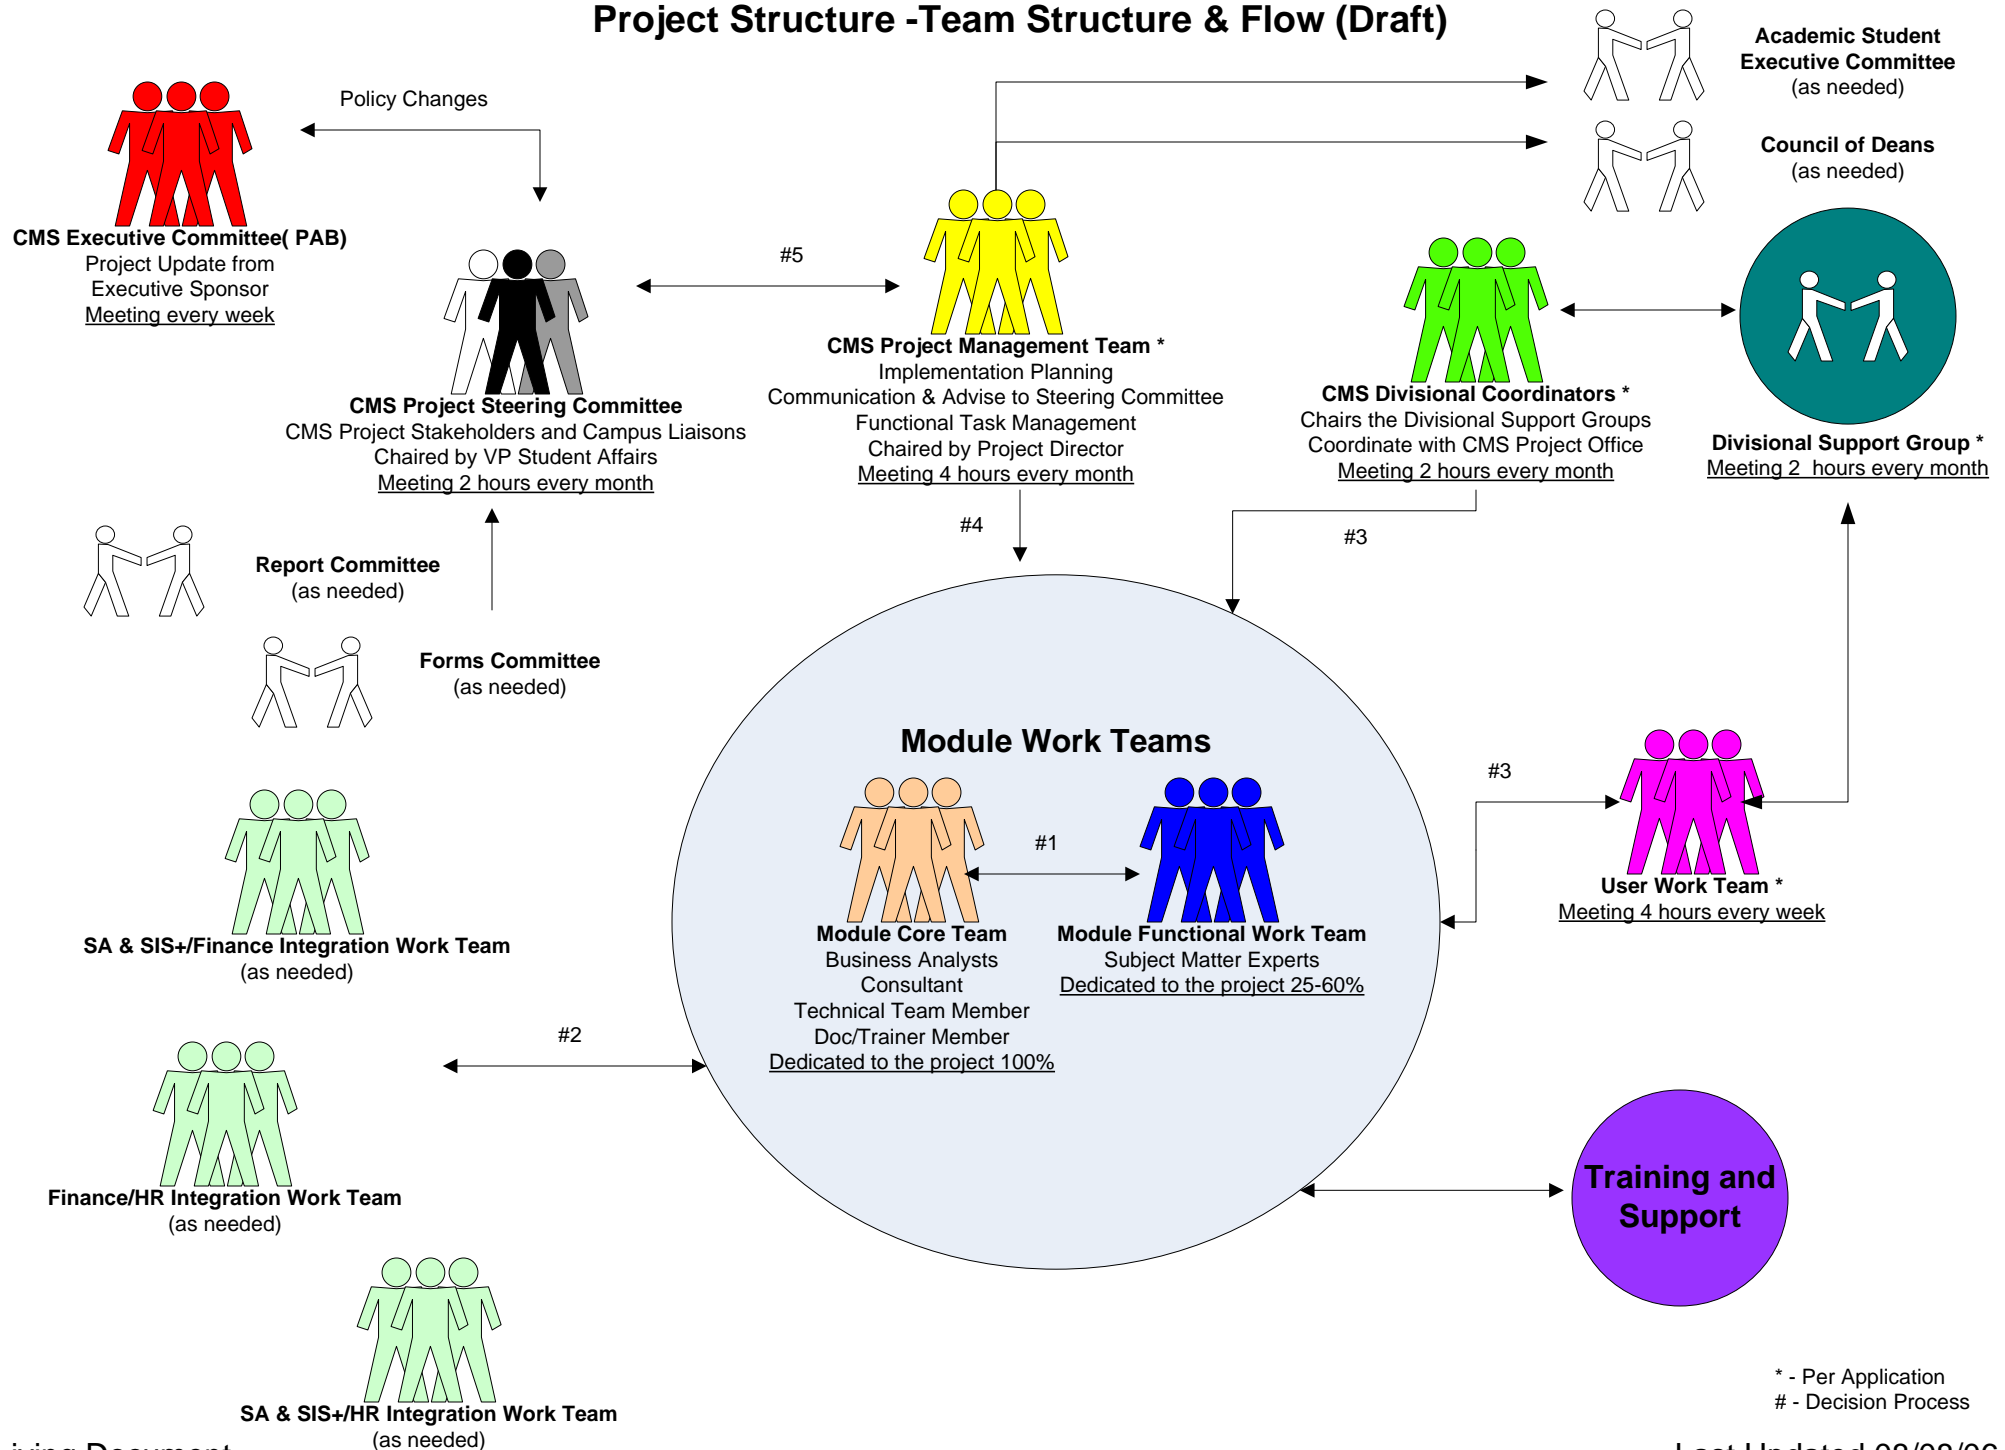 Project Structure -Team Structure & Flow (Draft)
Academic Student
Executive Committee
(as needed)
Policy Changes
Council of Deans
(as needed)
CMS Executive Committee( PAB)
Project Update from
Executive Sponsor
Meeting every week
#5
CMS Project Management Team *
Implementation Planning
Communication & Advise to Steering Committee
Functional Task Management
Chaired by Project Director
Meeting 4 hours every month
CMS Project Steering Committee
CMS Project Stakeholders and Campus Liaisons
Chaired by VP Student Affairs
Meeting 2 hours every month
CMS Divisional Coordinators *
Chairs the Divisional Support Groups
Coordinate with CMS Project Office
Meeting 2 hours every month
Divisional Support Group *
Meeting 2 hours every month
#4
#3
Report Committee
(as needed)
Forms Committee
(as needed)
Module Work Teams
#3
#1
User Work Team *
Meeting 4 hours every week
SA & SIS+/Finance Integration Work Team
(as needed)
Module Core Team
Business Analysts
Consultant
Technical Team Member
Doc/Trainer Member
Dedicated to the project 100%
Module Functional Work Team
Subject Matter Experts
Dedicated to the project 25-60%
#2
Finance/HR Integration Work Team
(as needed)
Training and
Support
SA & SIS+/HR Integration Work Team
(as needed)
* - Per Application
# - Decision Process
Document
Last Updated